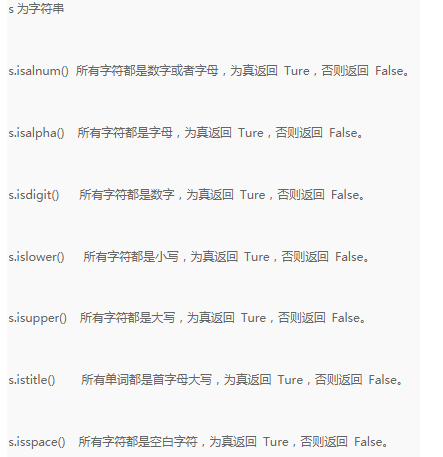 s 为字符串
s.isalnum() 所有字符都是数字或者字母，为真返回 Ture，否则返回 False。
s.isalpha() 所有字符都是字母，为真返回 Ture，否则返回 False。
s.isdigit() 所有字符都是数字，为真返回 Ture，否则返回 False。
s.islower() 所有字符都是小写，为真返回 Ture，否则返回 False。
s.isupper() 所有字符都是大写，为真返回 Ture，否则返回 False。
s.istitle() 所有单词都是首字母大写，为真返回 Ture，否则返回 False。
s.isspace() 所有字符都是空白字符，为真返回 Ture，否则返回 False。